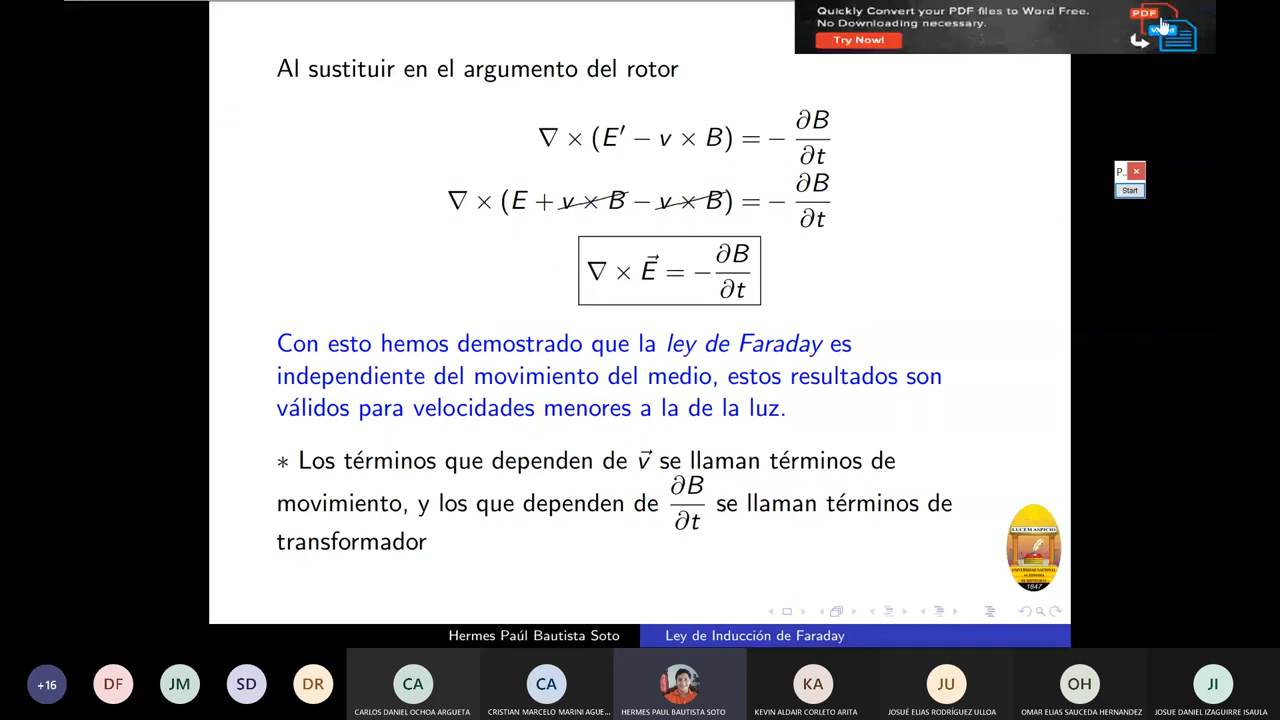 Quickly Convert your PDF files to Word Free.
No Downloading necessary.
Try Now!
PDF
Word
Al sustituir en el argumento del rotor
∇ × (E′ − v × B) = − ∂B/∂t
∇ × (E + v × B − v × B) = − ∂B/∂t
∇ × E⃗ = − ∂B/∂t
P...
Start
Con esto hemos demostrado que la ley de Faraday es
independiente del movimiento del medio, estos resultados son
válidos para velocidades menores a la de la luz.
∗ Los términos que dependen de v⃗ se llaman términos de
movimiento, y los que dependen de ∂B/∂t se llaman términos de
transformador
LUCEM ASPICIO
1847
Hermes Paúl Bautista Soto Ley de Inducción de Faraday
+16 DF JM SD DR CA CA KA JU OH JI
CARLOS DANIEL OCHOA ARGUETA CRISTIAN MARCELO MARINI AGUE... HERMES PAUL BAUTISTA SOTO KEVIN ALDAIR CORLETO ARITA JOSUÉ ELIAS RODRÍGUEZ ULLOA OMAR ELIAS SAUCEDA HERNANDEZ JOSUE DANIEL IZAGUIRRE ISAULA